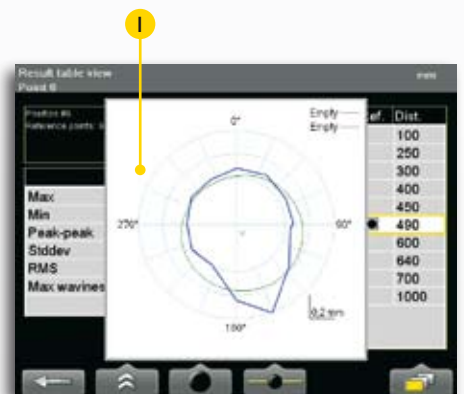 I
Result table view
mm
Point 6
Position #6
Reference points:
Empty
Empty
0°
90°
180°
270°
0.2 mm
Max
Min
Peak-peak
Stddev
RMS
Max wavines
ef. Dist.
100
250
300
400
450
490
600
640
700
1000